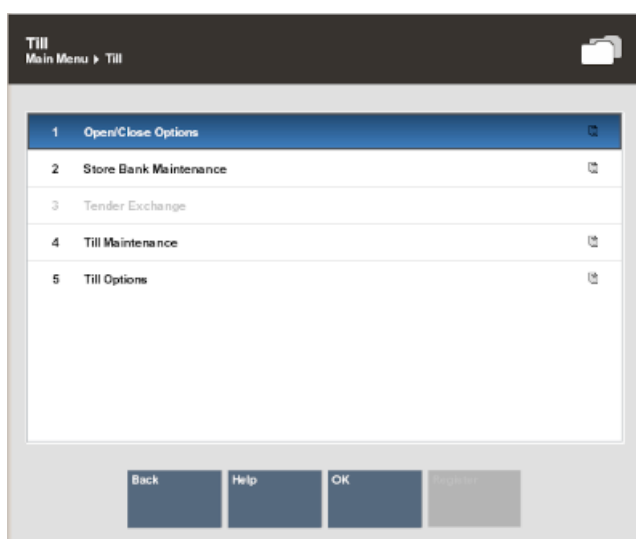 Till
Main Menu ▸ Till
1 Open/Close Options
2 Store Bank Maintenance
3 Tender Exchange
4 Till Maintenance
5 Till Options
Back Help OK Register